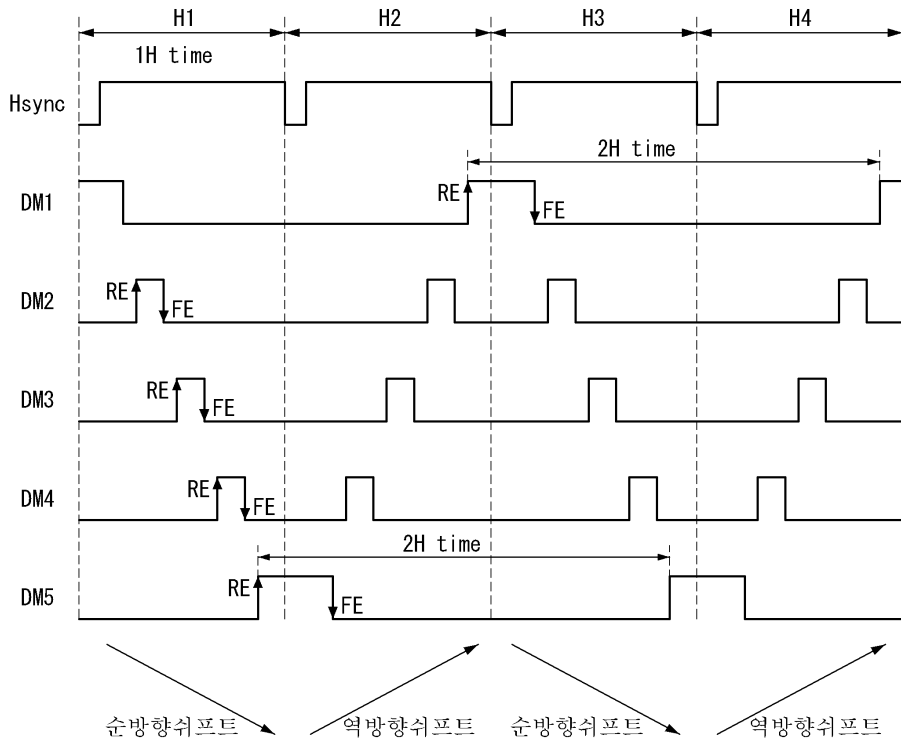 H1 H2 H3 H4
1H time
Hsync
2H time
DM1 RE FE
DM2 RE FE
DM3 RE FE
DM4 RE FE
2H time
DM5 RE FE
순방향쉬프트 역방향쉬프트 순방향쉬프트 역방향쉬프트